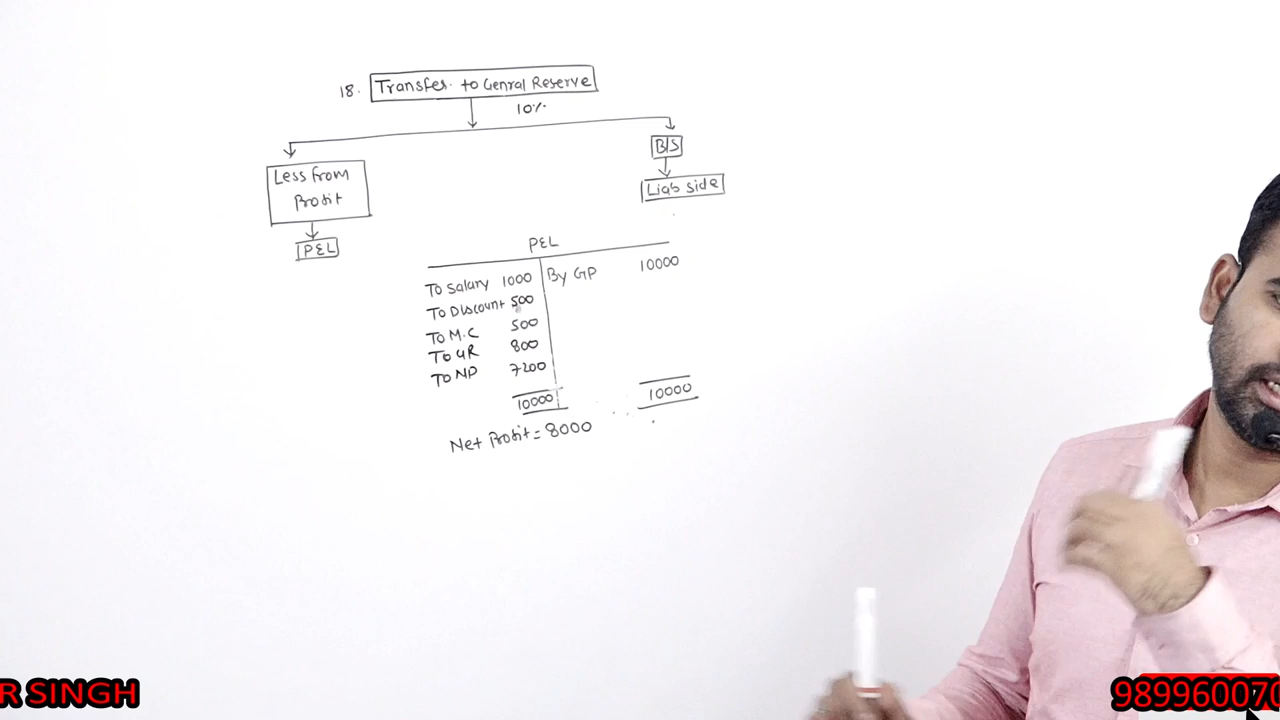 18. Transfer to Genral Reserve
10%
Less from
Profit
P&L
B/S
Liab side
P&L
To Salary 1000 By GP 10000
To Discount 500
To M.C 500
To GR 800
To NP 7200
10000 10000
Net Profit = 8000
R SINGH
989960070